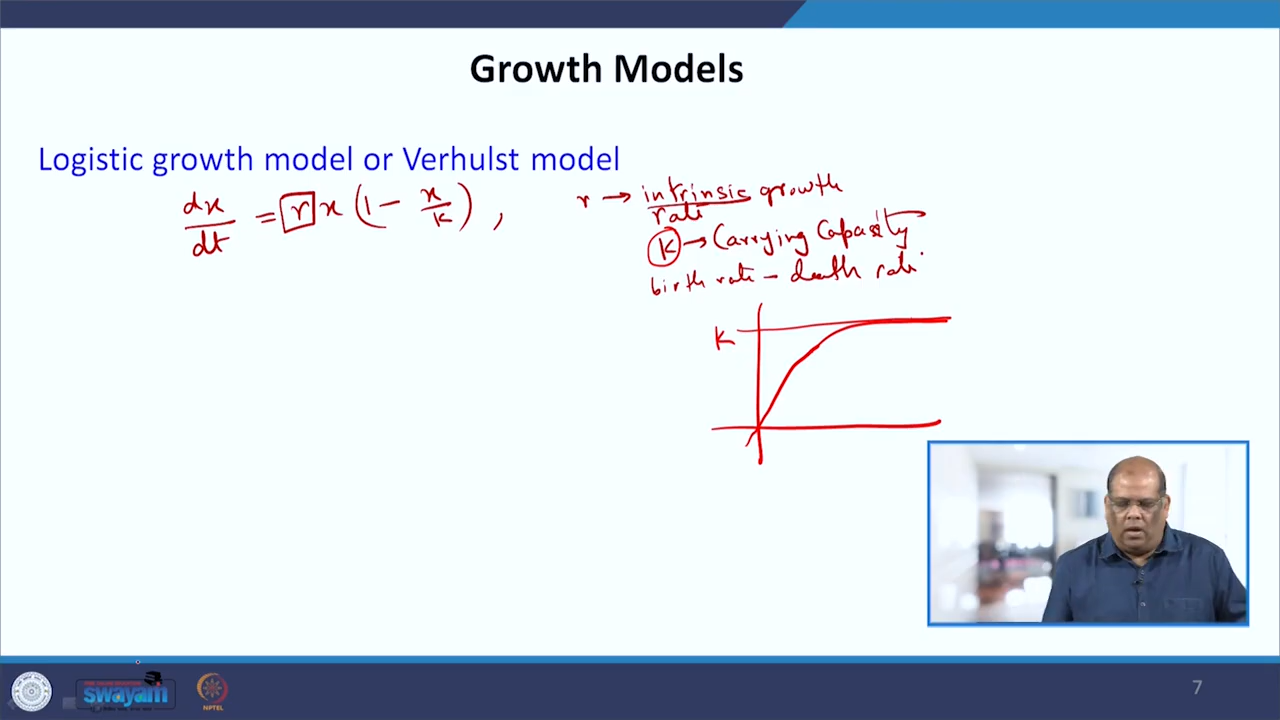 Growth Models
Logistic growth model or Verhulst model
dx/dt = r x (1 - x/k) ,
r → intrinsic growth
rate
k → Carrying Capacity
birth rate - death rate
k
7
swayam
NPTEL